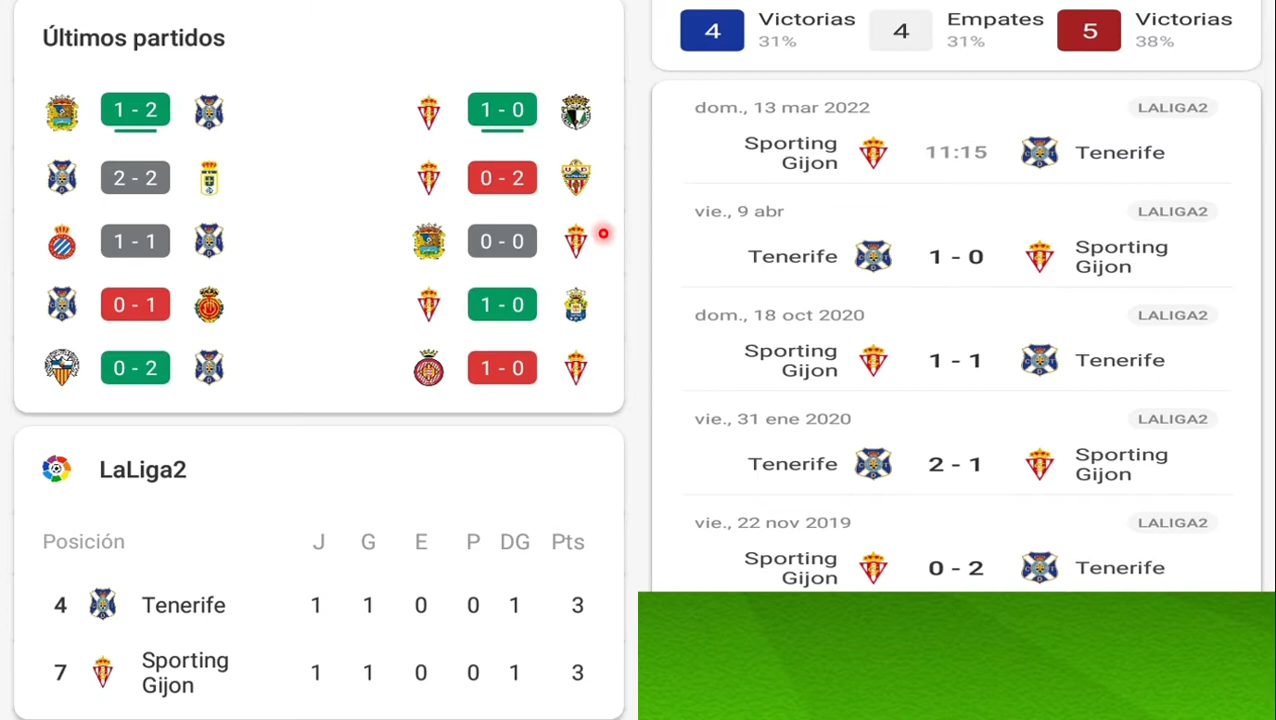 Últimos partidos
1 - 2
1 - 0
2 - 2
0 - 2
1 - 1
0 - 0
0 - 1
1 - 0
0 - 2
1 - 0
LaLiga2
Posición J G E P DG Pts
4 Tenerife 1 1 0 0 1 3
7 Sporting Gijon 1 1 0 0 1 3
4 Victorias 31%
4 Empates 31%
5 Victorias 38%
dom., 13 mar 2022 LALIGA2
Sporting Gijon 11:15 Tenerife
vie., 9 abr LALIGA2
Tenerife 1 - 0 Sporting Gijon
dom., 18 oct 2020 LALIGA2
Sporting Gijon 1 - 1 Tenerife
vie., 31 ene 2020 LALIGA2
Tenerife 2 - 1 Sporting Gijon
vie., 22 nov 2019 LALIGA2
Sporting Gijon 0 - 2 Tenerife